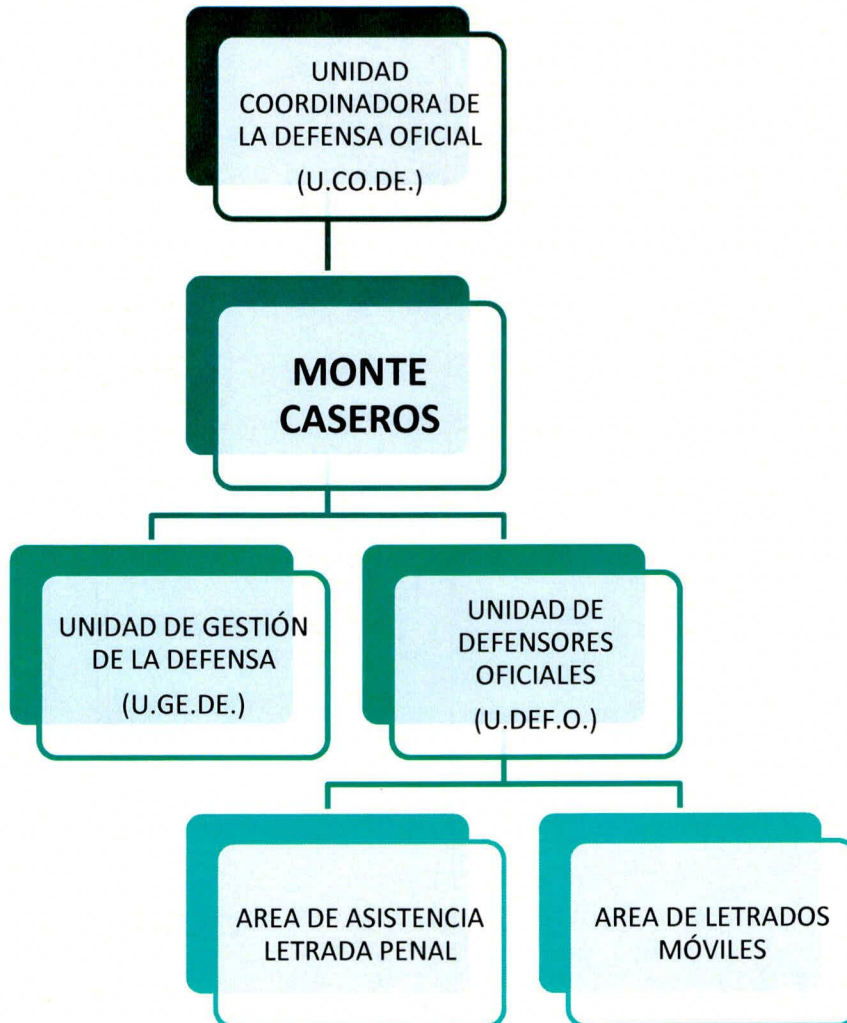 UNIDAD
COORDINADORA DE
LA DEFENSA OFICIAL
(U.CO.DE.)
MONTE
CASEROS
UNIDAD DE GESTIÓN
DE LA DEFENSA
(U.GE.DE.)
UNIDAD DE
DEFENSORES
OFICIALES
(U.DEF.O.)
AREA DE ASISTENCIA
LETRADA PENAL
AREA DE LETRADOS
MÓVILES